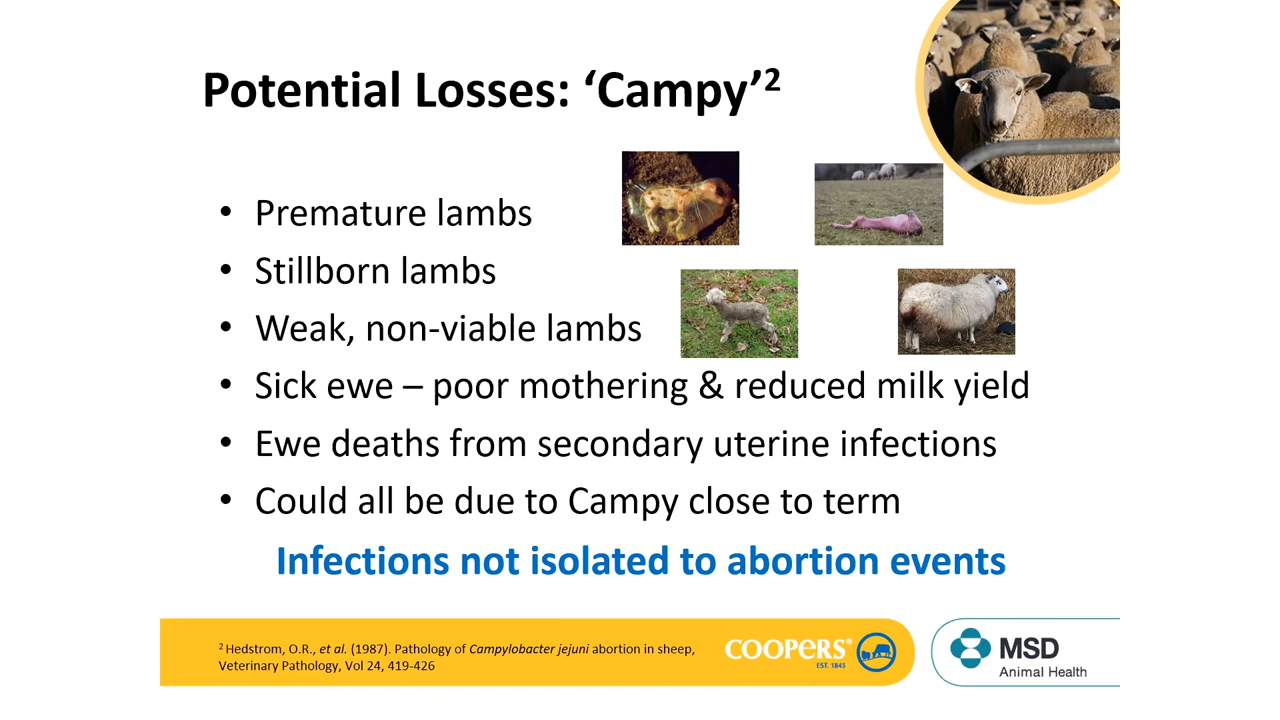 Potential Losses: ‘Campy’²
• Premature lambs
• Stillborn lambs
• Weak, non-viable lambs
• Sick ewe – poor mothering & reduced milk yield
• Ewe deaths from secondary uterine infections
• Could all be due to Campy close to term
Infections not isolated to abortion events
² Hedstrom, O.R., et al. (1987). Pathology of Campylobacter jejuni abortion in sheep,
Veterinary Pathology, Vol 24, 419-426
COOPERS®
EST. 1843
MSD
Animal Health